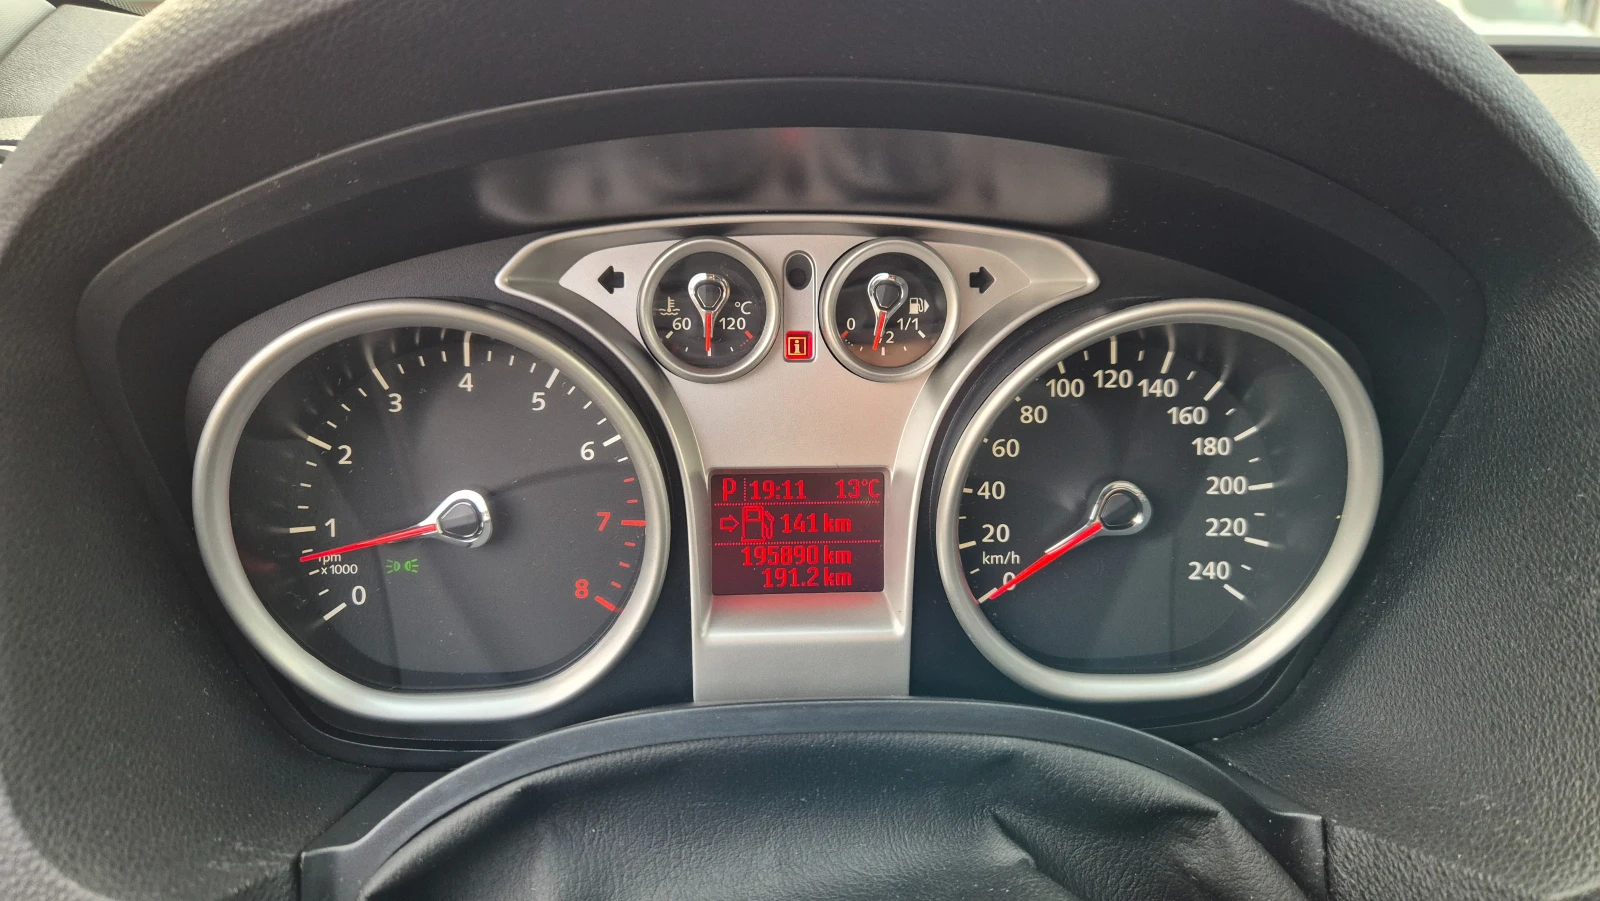 60 120 °C
0 1/2 1/1
i
0 1 2 3 4 5 6 7 8
rpm
x1000
P 19:11 13°C
141 km
195890 km
191.2 km
0 20 40 60 80 100 120 140 160 180 200 220 240
km/h